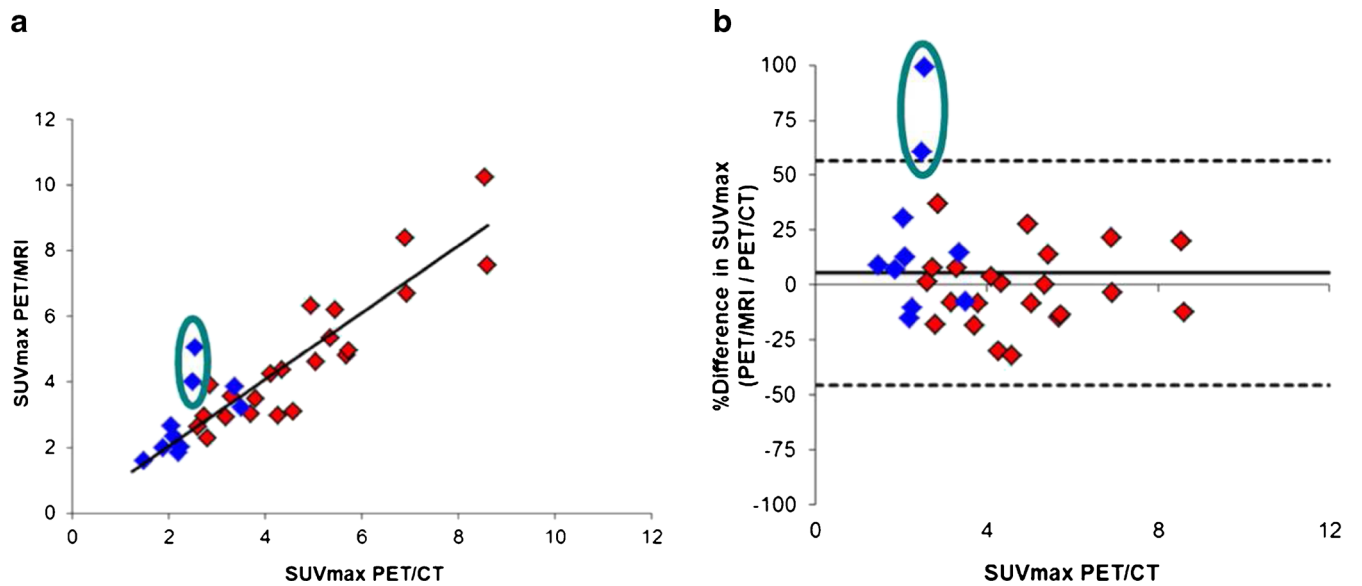 a
12
10
8
6
4
2
0
SUVmax PET/MRI
0 2 4 6 8 10 12
SUVmax PET/CT
b
100
75
50
25
0
-25
-50
-75
-100
%Difference in SUVmax
(PET/MRI / PET/CT)
0 4 8 12
SUVmax PET/CT